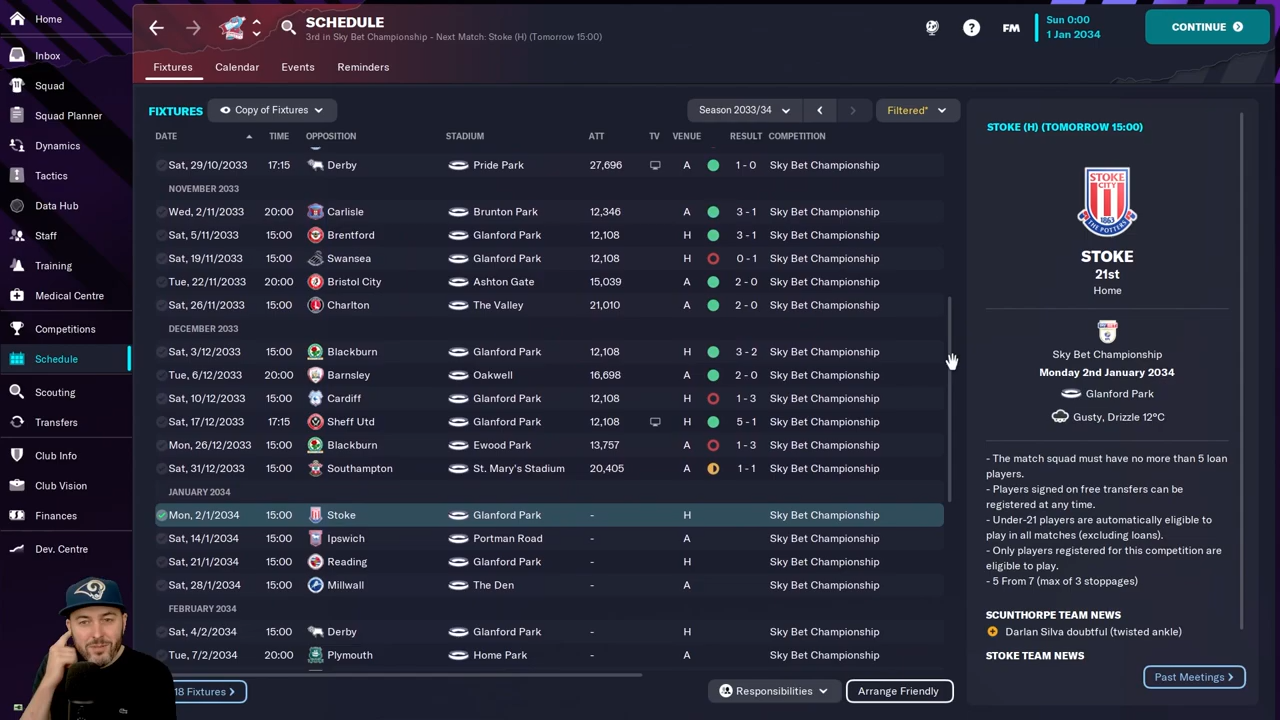 Home
SCHEDULE
3rd in Sky Bet Championship - Next Match: Stoke (H) (Tomorrow 15:00)
FM
Sun 0:00
1 Jan 2034
CONTINUE
Inbox
Squad
Squad Planner
Dynamics
Tactics
Data Hub
Staff
Training
Medical Centre
Competitions
Schedule
Scouting
Transfers
Club Info
Club Vision
Finances
Dev. Centre
Fixtures
Calendar
Events
Reminders
FIXTURES
Copy of Fixtures
Season 2033/34
Filtered*
DATE TIME OPPOSITION STADIUM ATT TV VENUE RESULT COMPETITION
Sat, 29/10/2033 17:15 Derby Pride Park 27,696 A 1 - 0 Sky Bet Championship
NOVEMBER 2033
Wed, 2/11/2033 20:00 Carlisle Brunton Park 12,346 A 3 - 1 Sky Bet Championship
Sat, 5/11/2033 15:00 Brentford Glanford Park 12,108 H 3 - 1 Sky Bet Championship
Sat, 19/11/2033 15:00 Swansea Glanford Park 12,108 H 0 - 1 Sky Bet Championship
Tue, 22/11/2033 20:00 Bristol City Ashton Gate 15,039 A 2 - 0 Sky Bet Championship
Sat, 26/11/2033 15:00 Charlton The Valley 21,010 A 2 - 0 Sky Bet Championship
DECEMBER 2033
Sat, 3/12/2033 15:00 Blackburn Glanford Park 12,108 H 3 - 2 Sky Bet Championship
Tue, 6/12/2033 20:00 Barnsley Oakwell 16,698 A 2 - 0 Sky Bet Championship
Sat, 10/12/2033 15:00 Cardiff Glanford Park 12,108 H 1 - 3 Sky Bet Championship
Sat, 17/12/2033 17:15 Sheff Utd Glanford Park 12,108 H 5 - 1 Sky Bet Championship
Mon, 26/12/2033 15:00 Blackburn Ewood Park 13,757 A 1 - 3 Sky Bet Championship
Sat, 31/12/2033 15:00 Southampton St. Mary's Stadium 20,405 A 1 - 1 Sky Bet Championship
JANUARY 2034
Mon, 2/1/2034 15:00 Stoke Glanford Park - H Sky Bet Championship
Sat, 14/1/2034 15:00 Ipswich Portman Road - A Sky Bet Championship
Sat, 21/1/2034 15:00 Reading Glanford Park - H Sky Bet Championship
Sat, 28/1/2034 15:00 Millwall The Den - A Sky Bet Championship
FEBRUARY 2034
Sat, 4/2/2034 15:00 Derby Glanford Park - H Sky Bet Championship
Tue, 7/2/2034 20:00 Plymouth Home Park - A Sky Bet Championship
18 Fixtures >
Responsibilities
Arrange Friendly
STOKE (H) (TOMORROW 15:00)
STOKE CITY
1863
THE POTTERS
STOKE
21st
Home
Sky Bet Championship
Monday 2nd January 2034
Glanford Park
Gusty, Drizzle 12°C
- The match squad must have no more than 5 loan
players.
- Players signed on free transfers can be
registered at any time.
- Under-21 players are automatically eligible to
play in all matches (excluding loans).
- Only players registered for this competition are
eligible to play.
- 5 From 7 (max of 3 stoppages)
SCUNTHORPE TEAM NEWS
Darlan Silva doubtful (twisted ankle)
STOKE TEAM NEWS
Past Meetings >